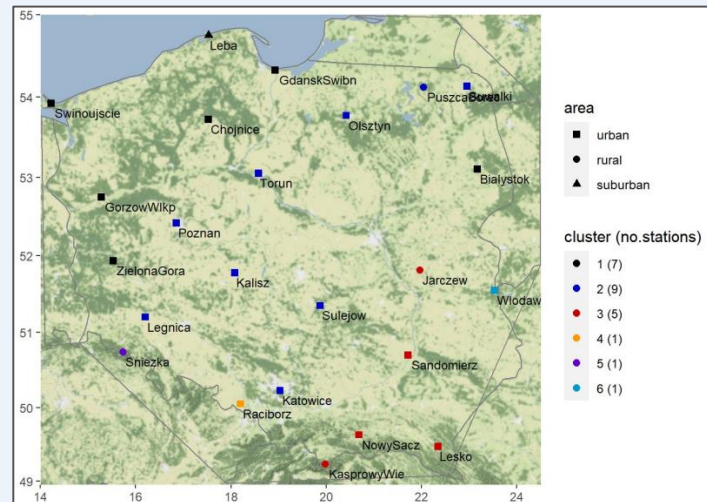 55
54
53
52
51
50
49
14
16
18
20
22
24
Leba
GdanskSwibn
Swinoujscie
Chojnice
Olsztyn
PuszczaBorec
Suwalki
Torun
Bialystok
GorzowWlkp
Poznan
ZielonaGora
Kalisz
Jarczew
Wlodaw
Legnica
Sulejow
Sniezka
Sandomierz
Katowice
Raciborz
NowySacz
Lesko
KasprowyWie
area
urban
rural
suburban
cluster (no.stations)
1 (7)
2 (9)
3 (5)
4 (1)
5 (1)
6 (1)